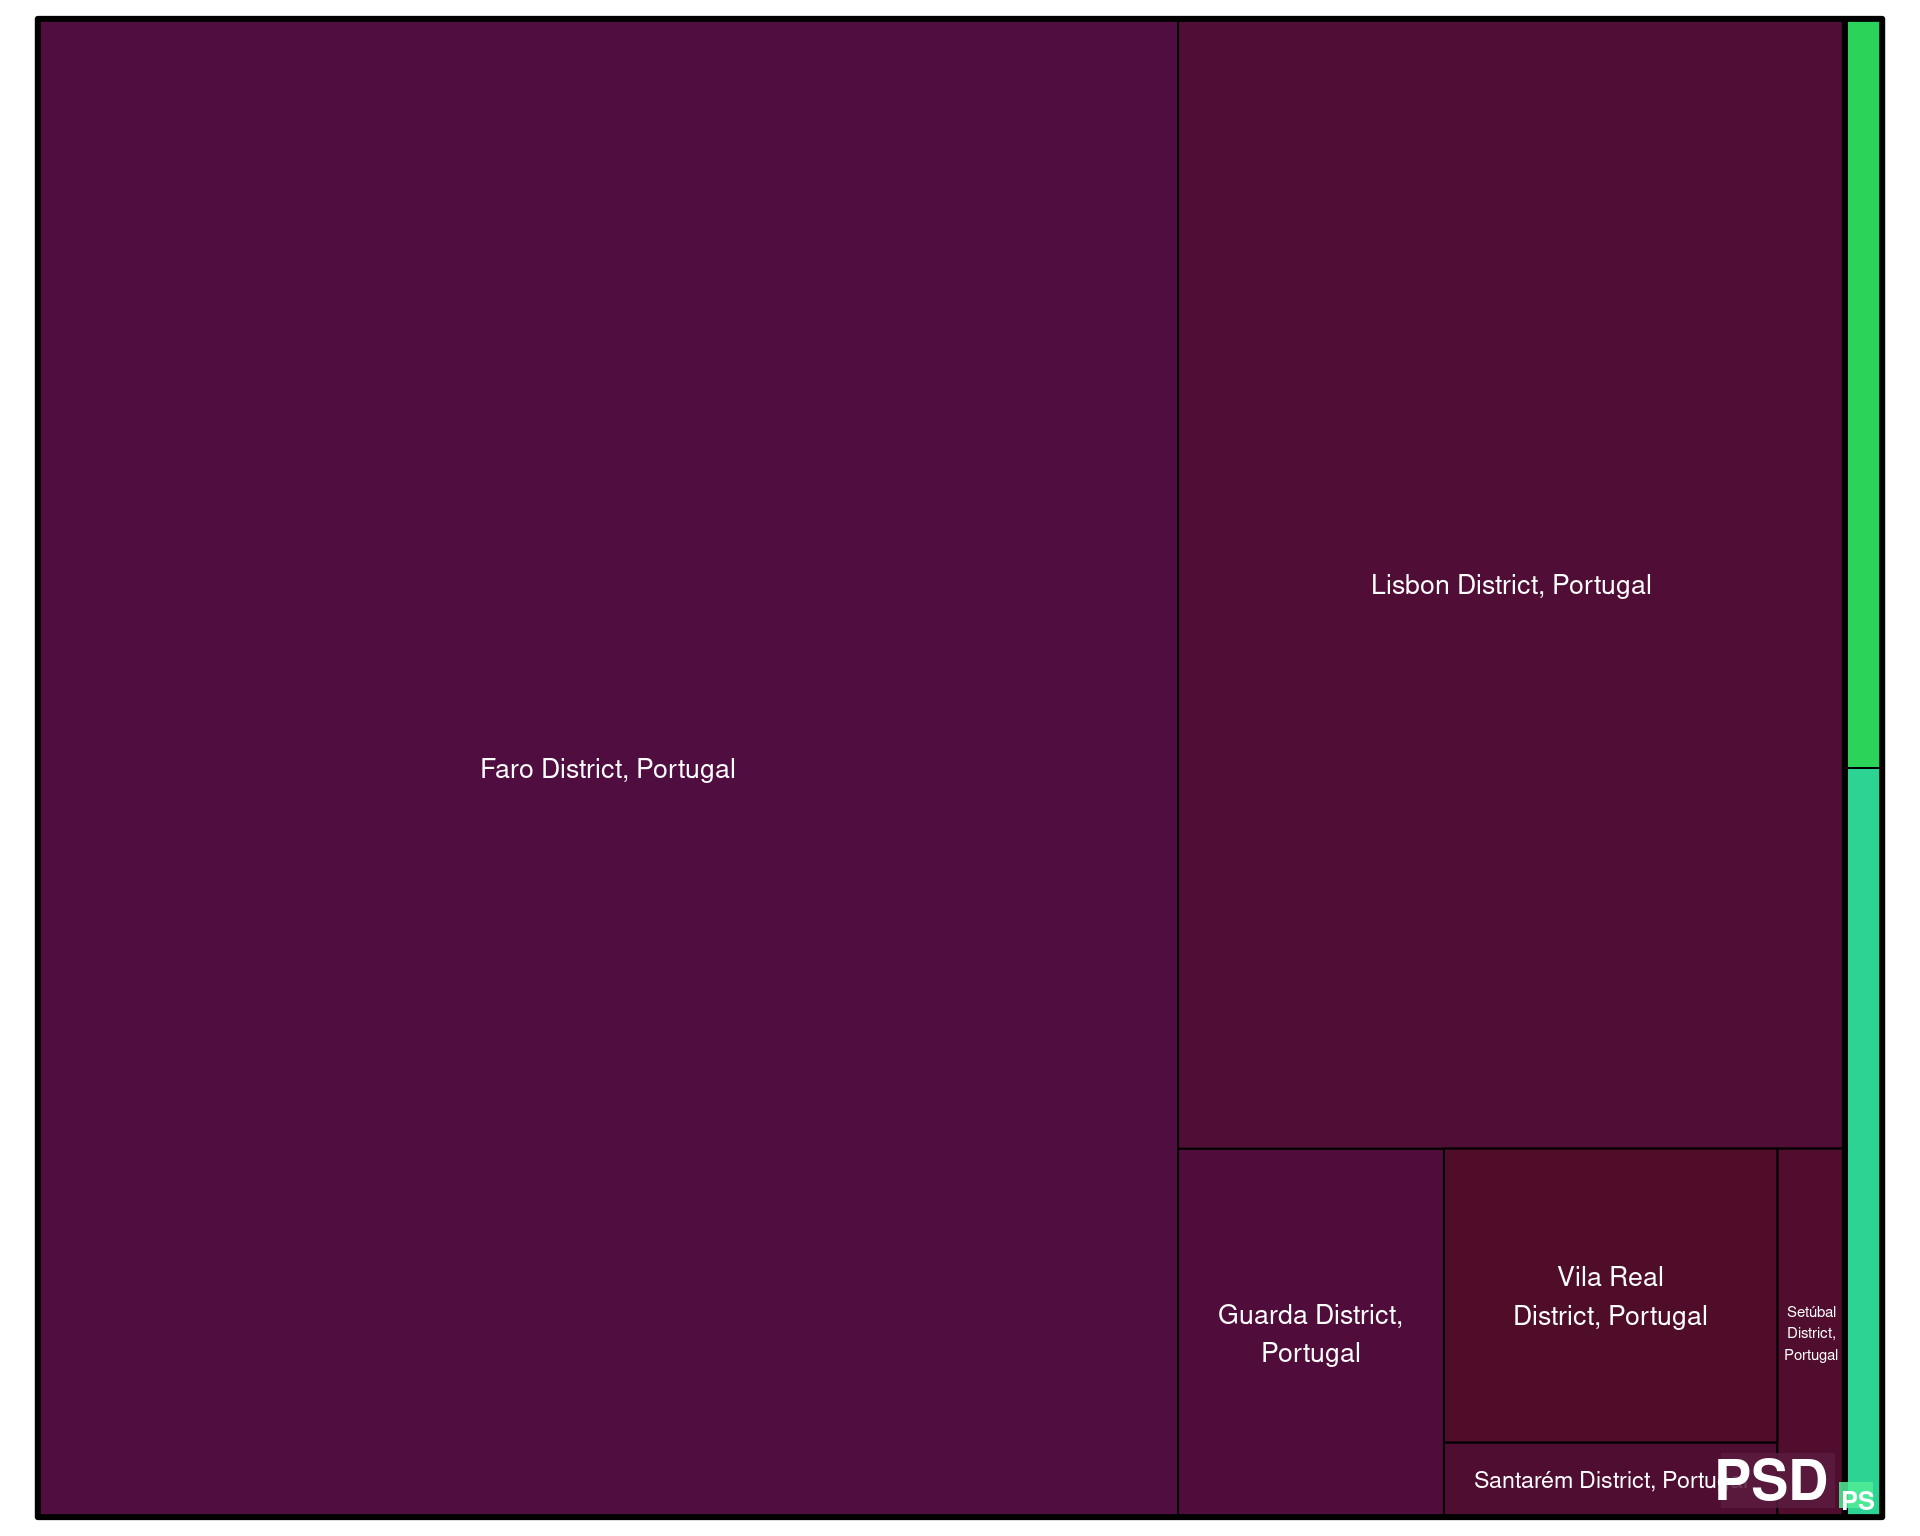 Faro District, Portugal
Lisbon District, Portugal
Guarda District,
Portugal
Vila Real
District, Portugal
Setúbal
District,
Portugal
Santarém District,
PSD
PS